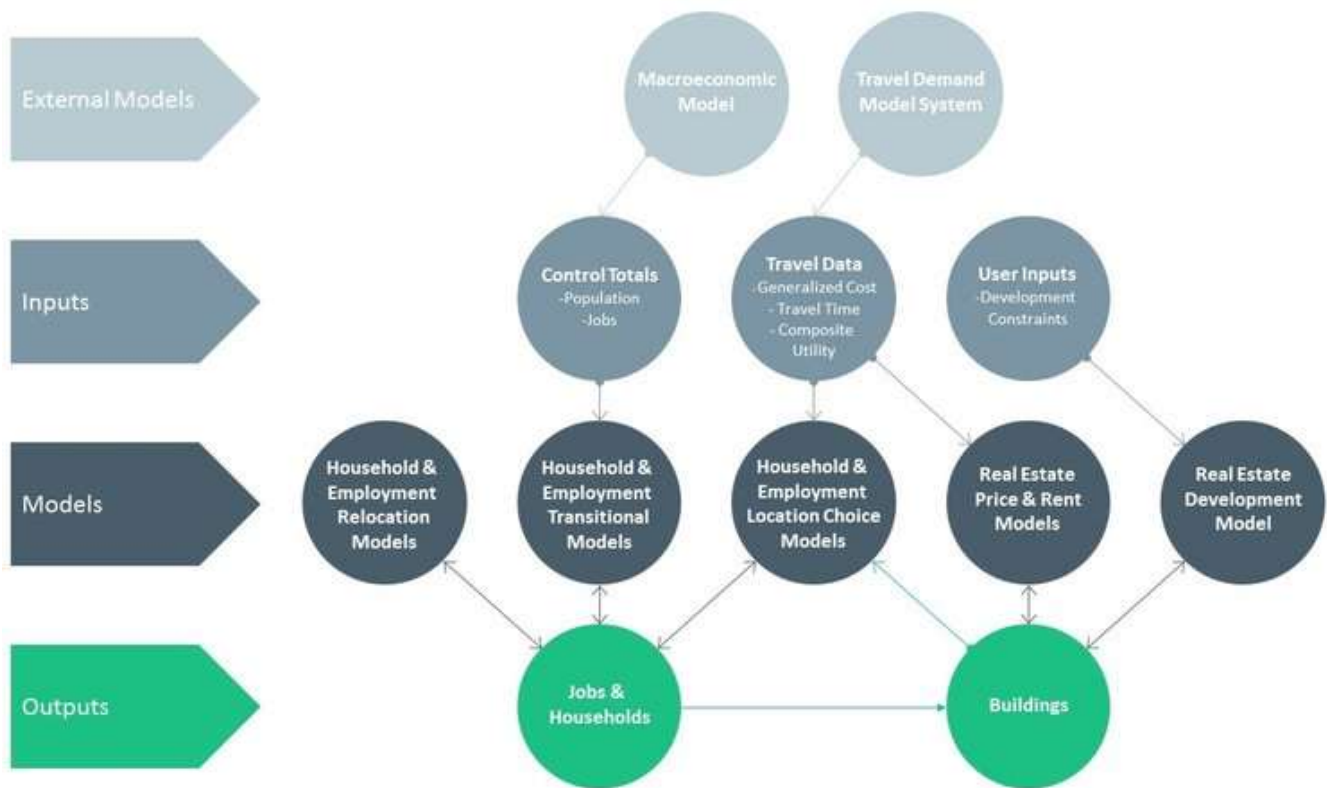 External Models
Macroeconomic
Model
Travel Demand
Model System
Inputs
Control Totals
-Population
-Jobs
Travel Data
-Generalized Cost
- Travel Time
- Composite
Utility
User Inputs
-Development
Constraints
Models
Household &
Employment
Relocation
Models
Household &
Employment
Transitional
Models
Household &
Employment
Location Choice
Models
Real Estate
Price & Rent
Models
Real Estate
Development
Model
Outputs
Jobs &
Households
Buildings